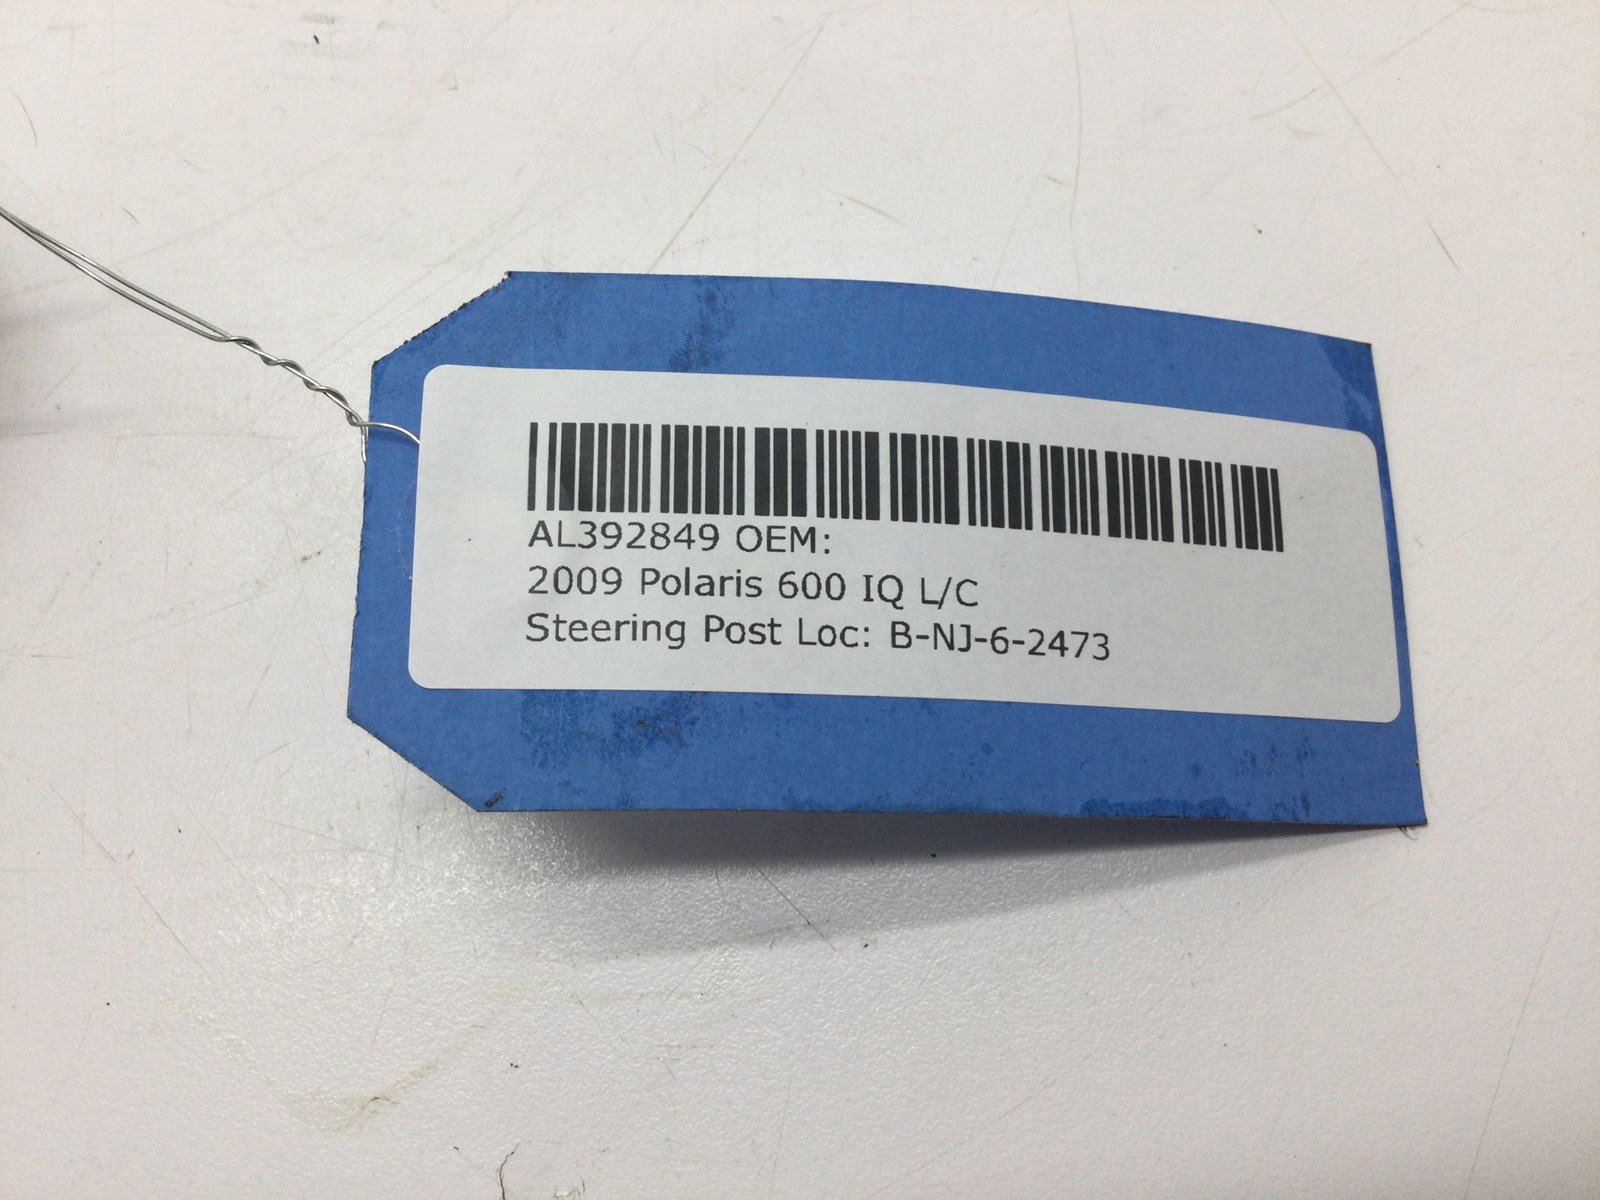 AL392849 OEM:
2009 Polaris 600 IQ L/C
Steering Post Loc: B-NJ-6-2473